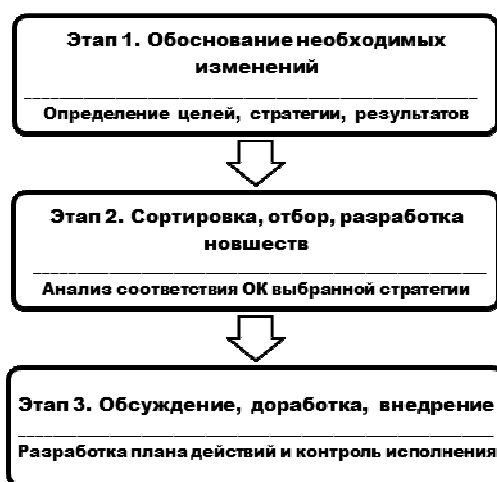 Этап 1. Обоснование необходимых
изменений
Определение целей, стратегии, результатов
Этап 2. Сортировка, отбор, разработка
новшеств
Анализ соответствия ОК выбранной стратегии
Этап 3. Обсуждение, доработка, внедрение
Разработка плана действий и контроль исполнения